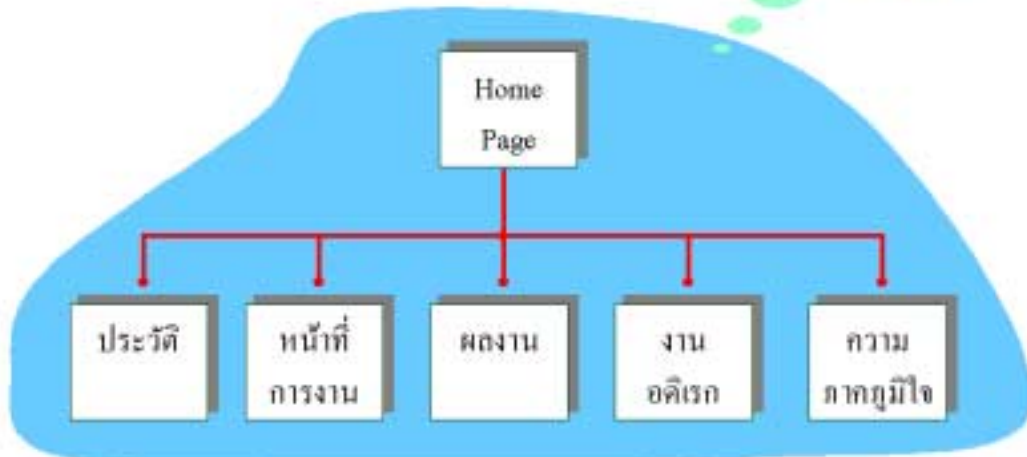 Home
Page
ประวัติ
หน้าที่
การงาน
ผลงาน
งาน
อดิเรก
ความ
ภาคภูมิใจ